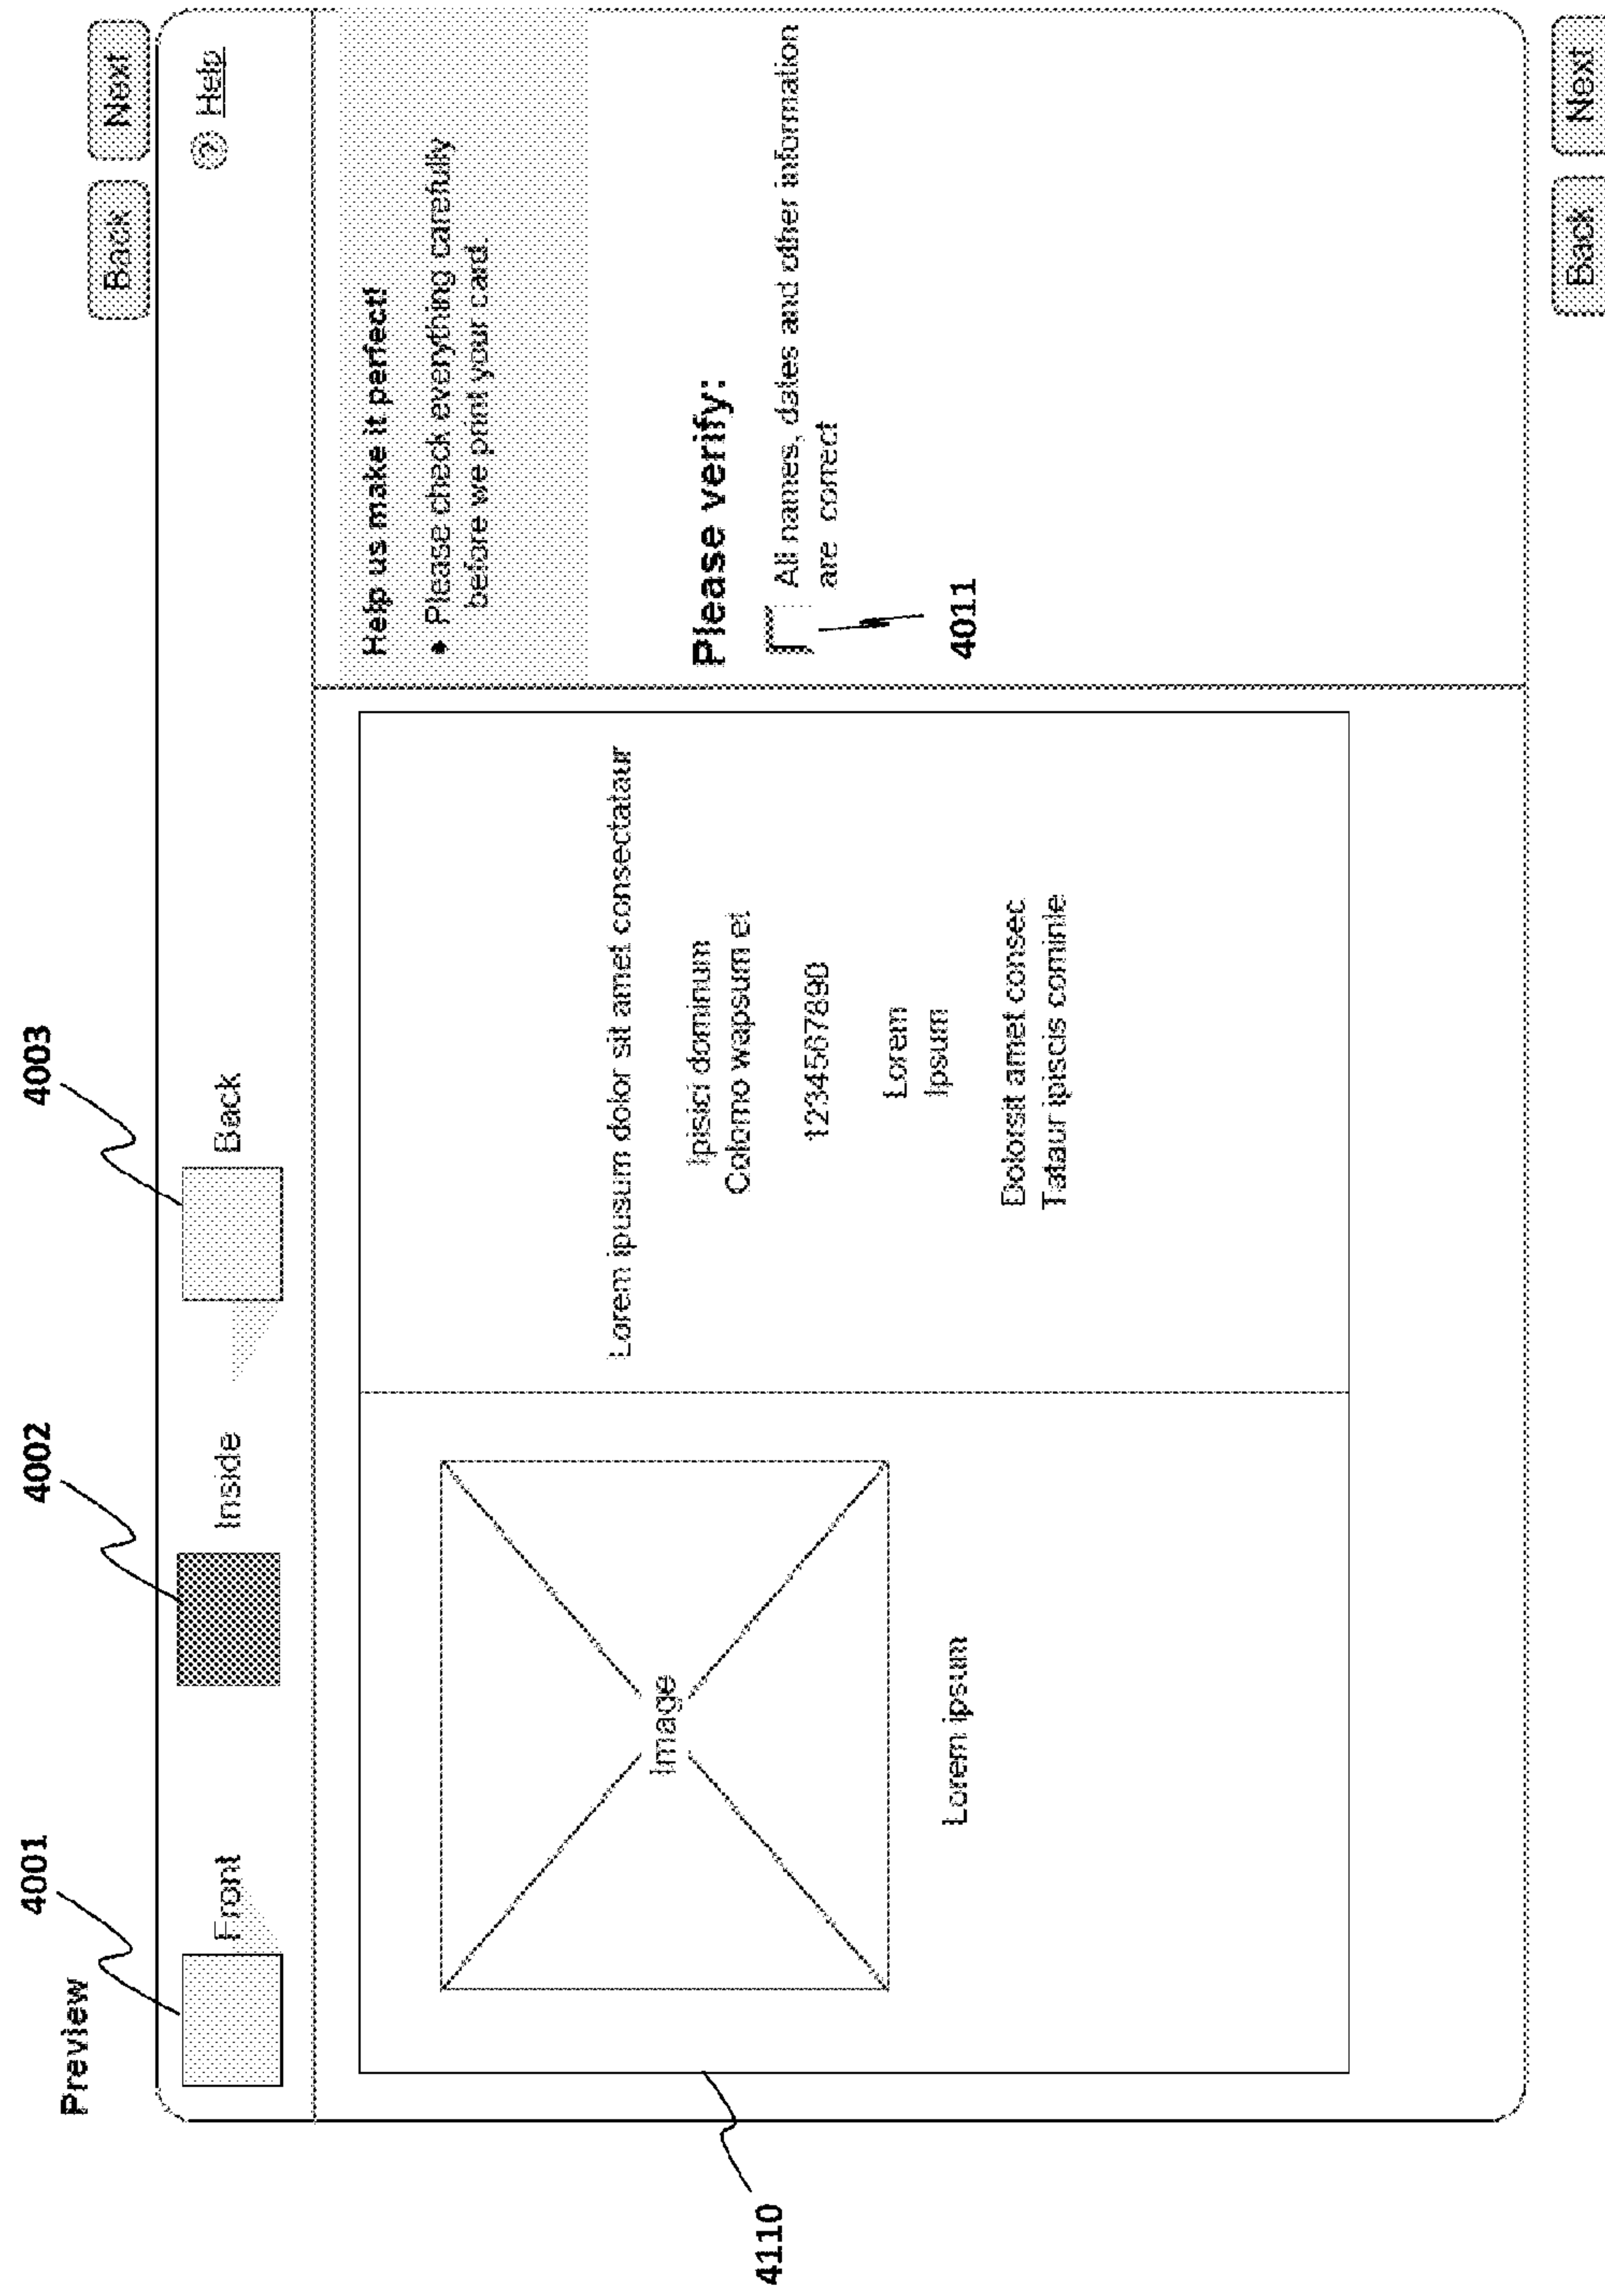 4001
4002
4003
Preview
Back
Next
Front
Inside
Back
? Help
Help us make it perfect!
• Please check everything carefully
before we print your card.
Lorem ipusum dolor sit amet consectataur
Ipisici dominum
Colomo wapsum et
1234567890
Lorem
Ipsum
Dolorsit amet consec
Tataur ipiscis cominle
Image
Lorem ipsum
Please verify:
All names, dates and other information
are correct
4011
4110
Back
Next